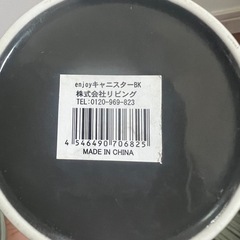 enjoyキャニスターBK
株式会社リビング
TEL:0120-969-823
4 546490 706825
MADE IN CHINA